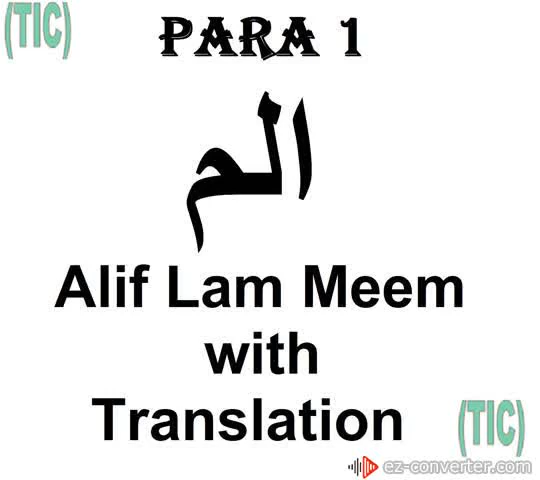 (TIC)
PARA 1
الم
Alif Lam Meem
with
Translation
(TIC)
ez-converter.com